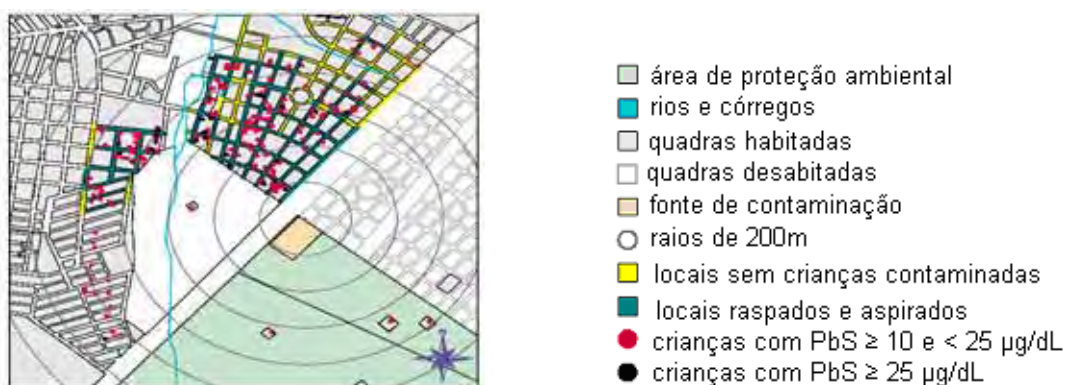 área de proteção ambiental
rios e córregos
quadras habitadas
quadras desabitadas
fonte de contaminação
raios de 200m
locais sem crianças contaminadas
locais raspados e aspirados
crianças com PbS ≥ 10 e < 25 µg/dL
crianças com PbS ≥ 25 µg/dL